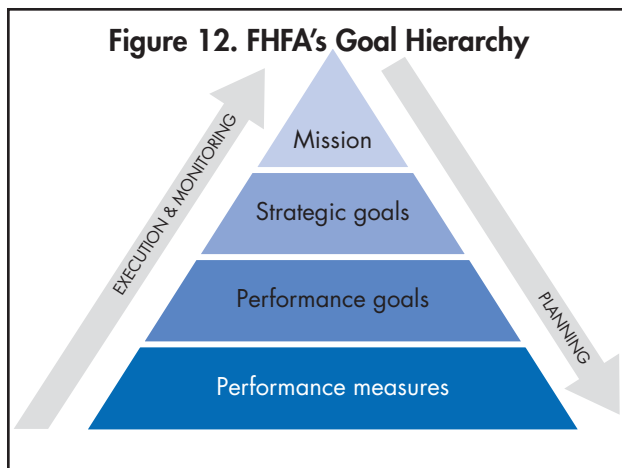 Figure 12. FHFA's Goal Hierarchy
Mission
Strategic goals
Performance goals
Performance measures
EXECUTION & MONITORING
PLANNING